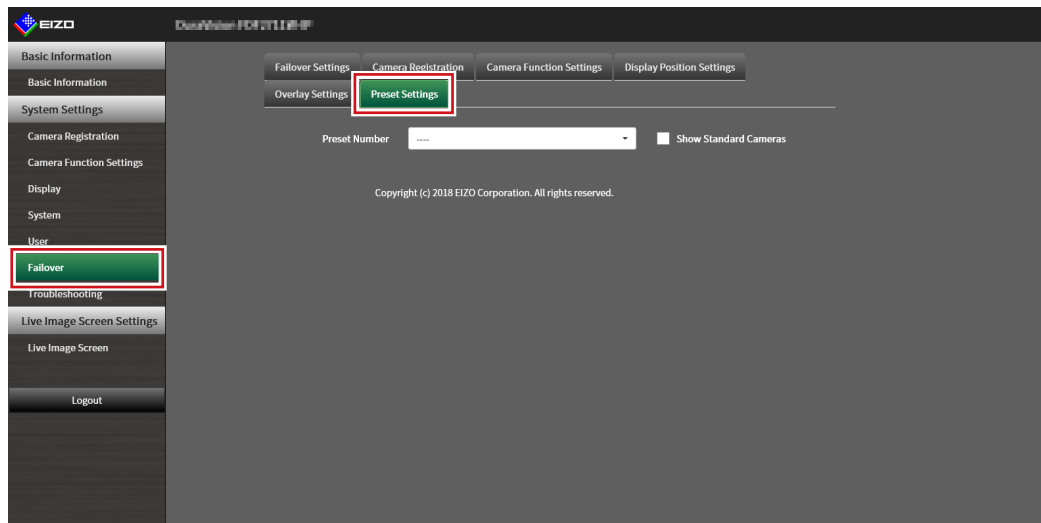 EIZO
Basic Information
Basic Information
System Settings
Camera Registration
Camera Function Settings
Display
System
User
Failover
Troubleshooting
Live Image Screen Settings
Live Image Screen
Logout
Failover Settings Camera Registration Camera Function Settings Display Position Settings
Overlay Settings Preset Settings
Preset Number ---- Show Standard Cameras
Copyright (c) 2018 EIZO Corporation. All rights reserved.